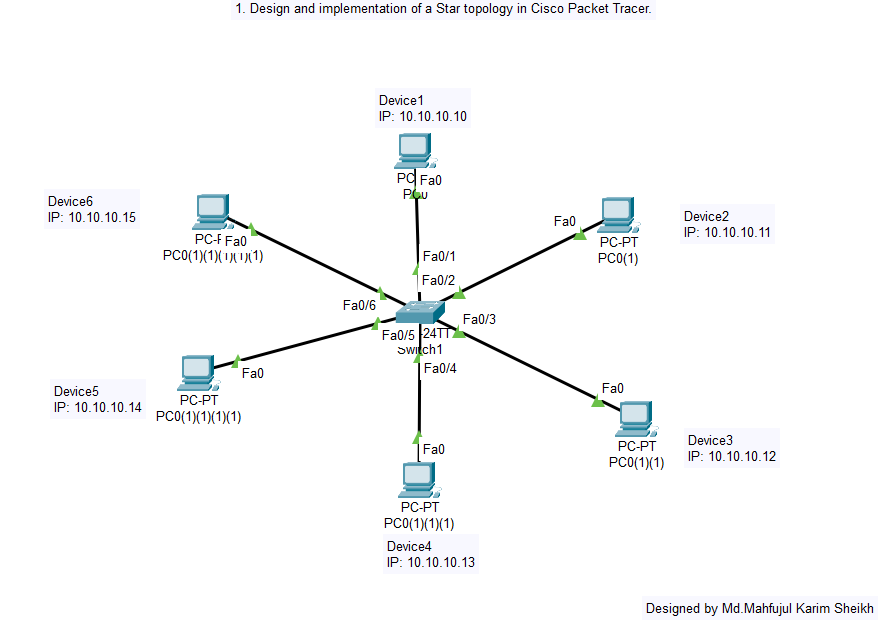 1. Design and implementation of a Star topology in Cisco Packet Tracer.
Device1
IP: 10.10.10.10
Fa0
Device6
IP: 10.10.10.15
Fa0
Device2
IP: 10.10.10.11
Fa0
PC-PT
PC0(1)
Fa0/1
Fa0/2
Fa0/6
Fa0/3
Fa0/5
-24TT
Switch1
Fa0/4
Device5
IP: 10.10.10.14
Fa0
PC-PT
PC0(1)(1)(1)(1)
Fa0
PC-PT
PC0(1)(1)
Device3
IP: 10.10.10.12
Fa0
PC-PT
PC0(1)(1)(1)
Device4
IP: 10.10.10.13
Designed by Md.Mahfujul Karim Sheikh